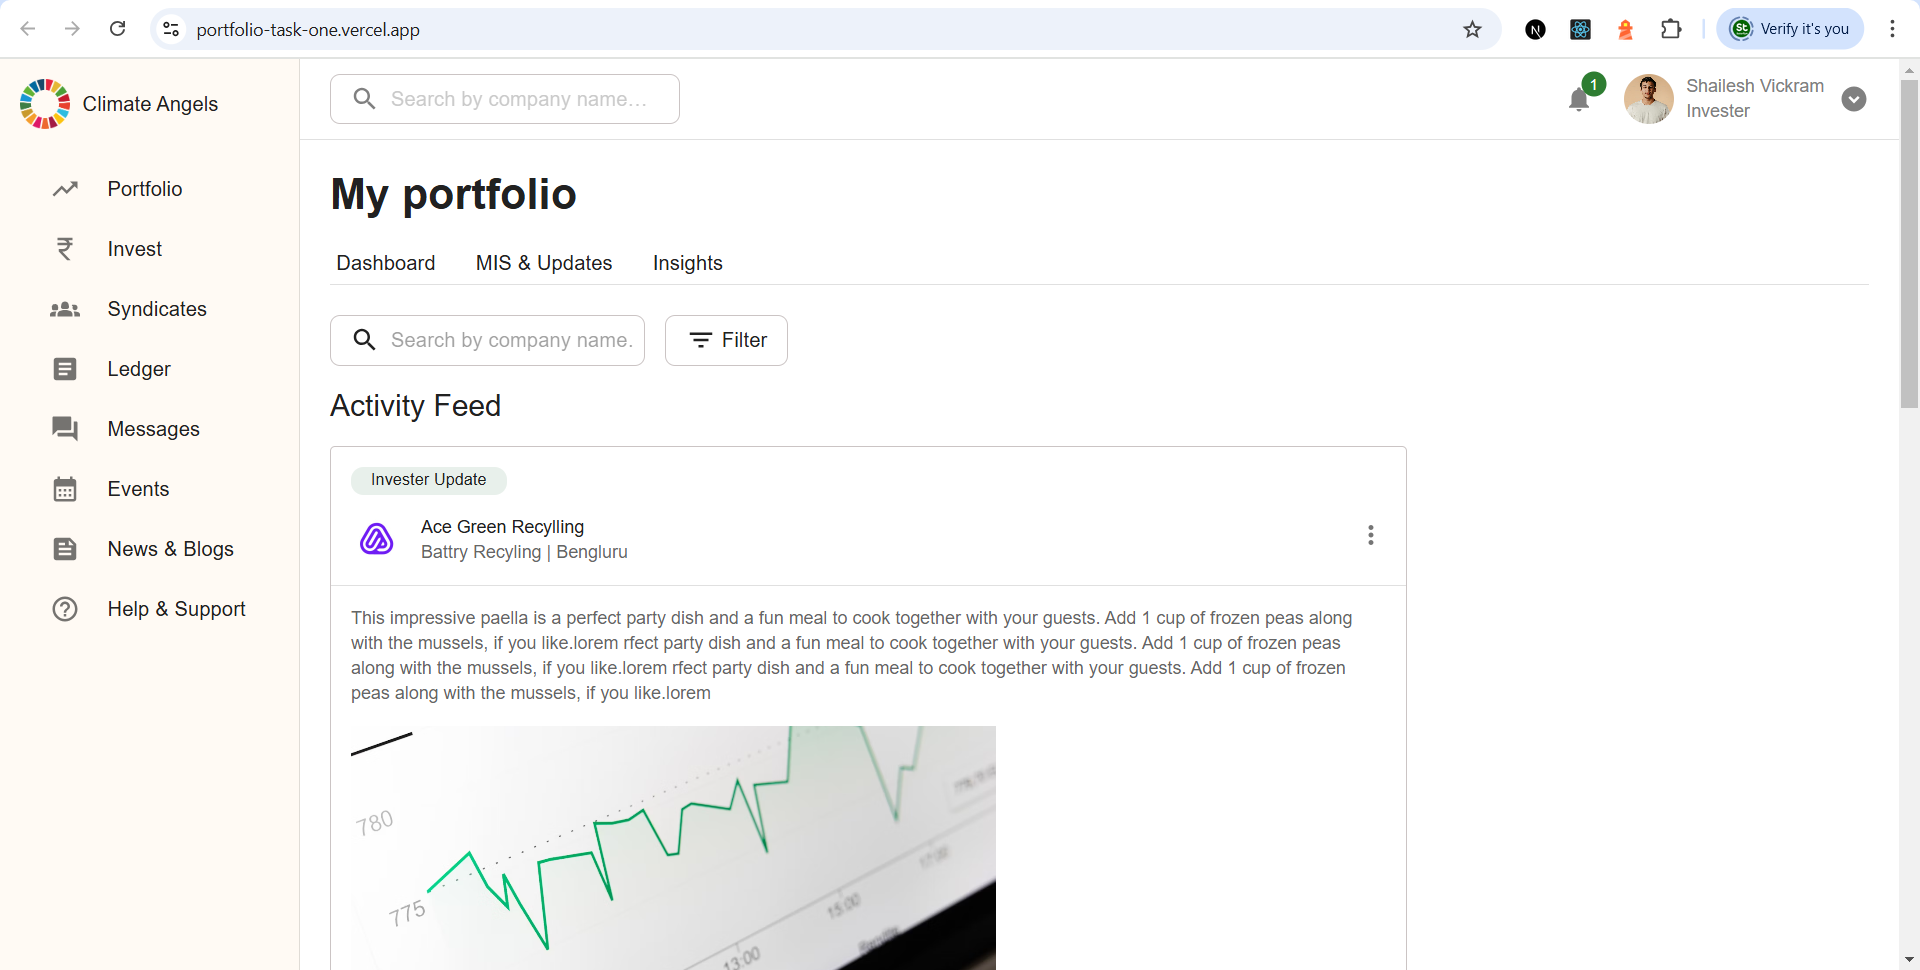 portfolio-task-one.vercel.app
N
St
Verify it's you
Climate Angels
Search by company name...
1
Shailesh Vickram
Invester
Portfolio
Invest
Syndicates
Ledger
Messages
Events
News & Blogs
Help & Support
My portfolio
Dashboard MIS & Updates Insights
Search by company name.
Filter
Activity Feed
Invester Update
Ace Green Recylling
Battry Recyling | Bengluru
This impressive paella is a perfect party dish and a fun meal to cook together with your guests. Add 1 cup of frozen peas along
with the mussels, if you like.lorem rfect party dish and a fun meal to cook together with your guests. Add 1 cup of frozen peas
along with the mussels, if you like.lorem rfect party dish and a fun meal to cook together with your guests. Add 1 cup of frozen
peas along with the mussels, if you like.lorem
780
775
13:00
15:00
17:00